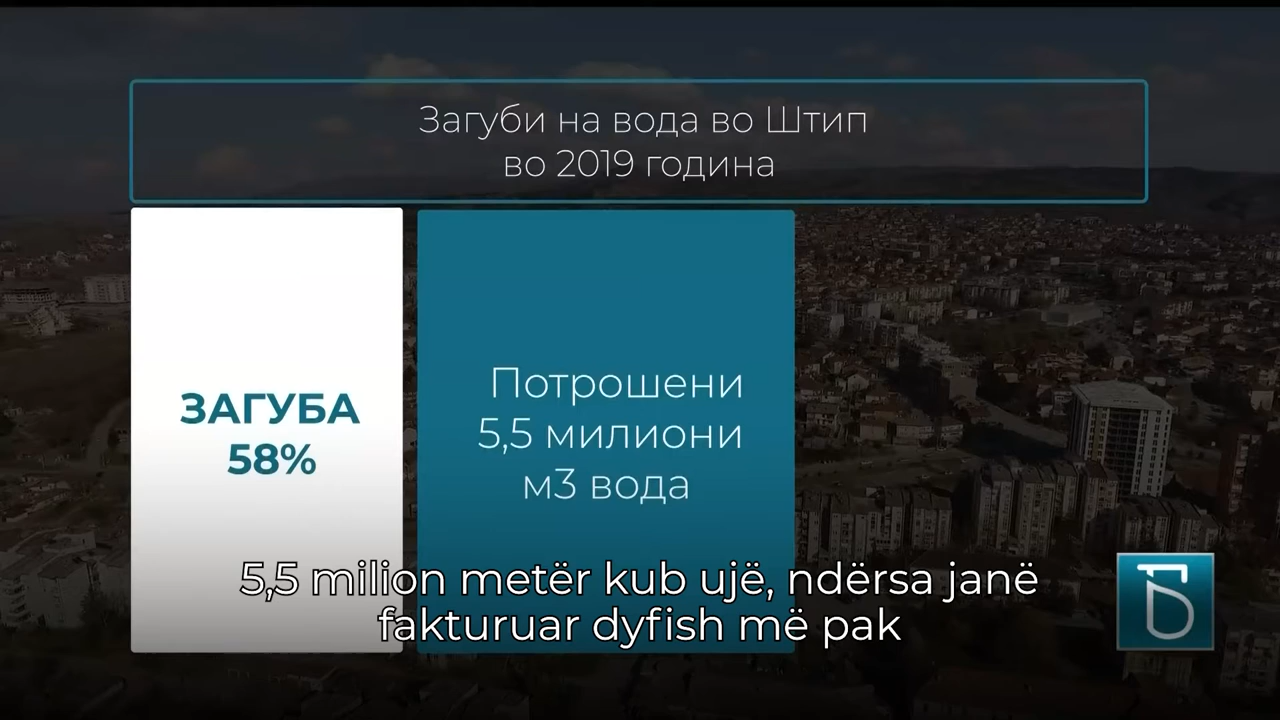 Загуби на вода во Штип
во 2019 година
ЗАГУБА
58%
Потрошени
5,5 милиони
м3 вода
5,5 milion metër kub ujë, ndërsa janë
fakturuar dyfish më pak